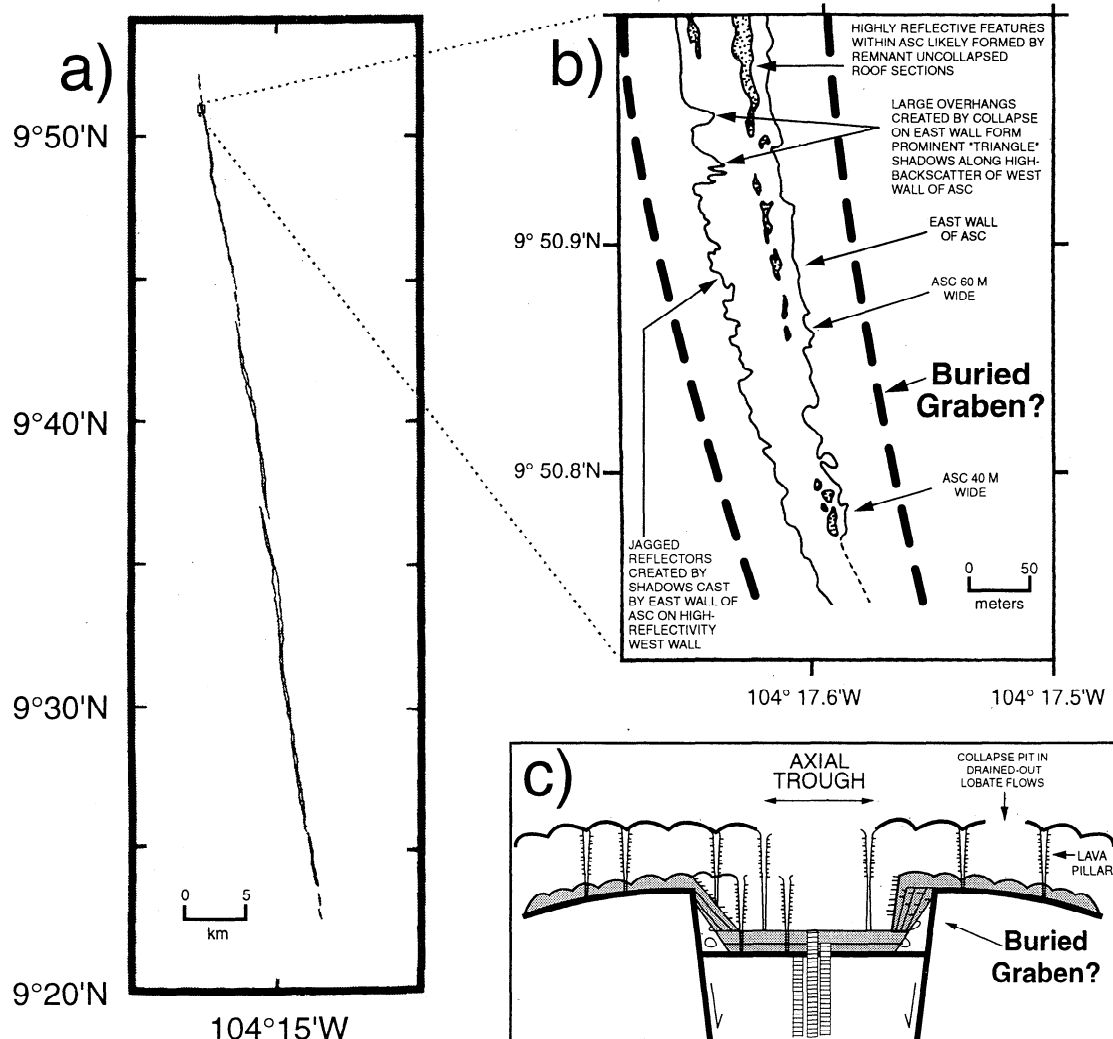 a)
9°50'N
9°40'N
9°30'N
9°20'N
0 5
km
104°15'W
b)
HIGHLY REFLECTIVE FEATURES
WITHIN ASC LIKELY FORMED BY
REMNANT UNCOLLAPSED
ROOF SECTIONS
LARGE OVERHANGS
CREATED BY COLLAPSE
ON EAST WALL FORM
PROMINENT "TRIANGLE"
SHADOWS ALONG HIGH-
BACKSCATTER OF WEST
WALL OF ASC
9° 50.9'N
EAST WALL
OF ASC
ASC 60 M
WIDE
Buried
Graben?
9° 50.8'N
ASC 40 M
WIDE
JAGGED
REFLECTORS
CREATED BY
SHADOWS CAST
BY EAST WALL OF
ASC ON HIGH-
REFLECTIVITY
WEST WALL
0 50
meters
104° 17.6'W
104° 17.5'W
c)
AXIAL
TROUGH
COLLAPSE PIT IN
DRAINED-OUT
LOBATE FLOWS
LAVA
PILLAR
Buried
Graben?